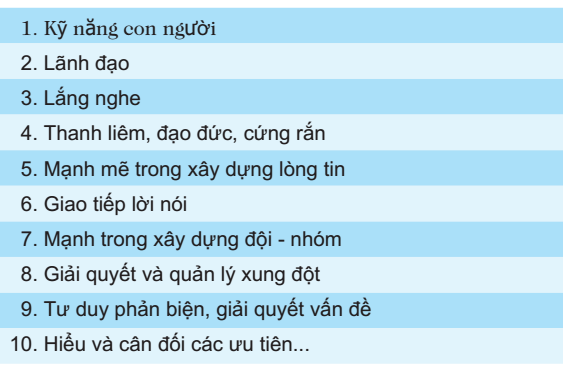 1. Kỹ năng con người
2. Lãnh đạo
3. Lắng nghe
4. Thanh liêm, đạo đức, cứng rắn
5. Mạnh mẽ trong xây dựng lòng tin
6. Giao tiếp lời nói
7. Mạnh trong xây dựng đội - nhóm
8. Giải quyết và quản lý xung đột
9. Tư duy phản biện, giải quyết vấn đề
10. Hiểu và cân đối các ưu tiên...